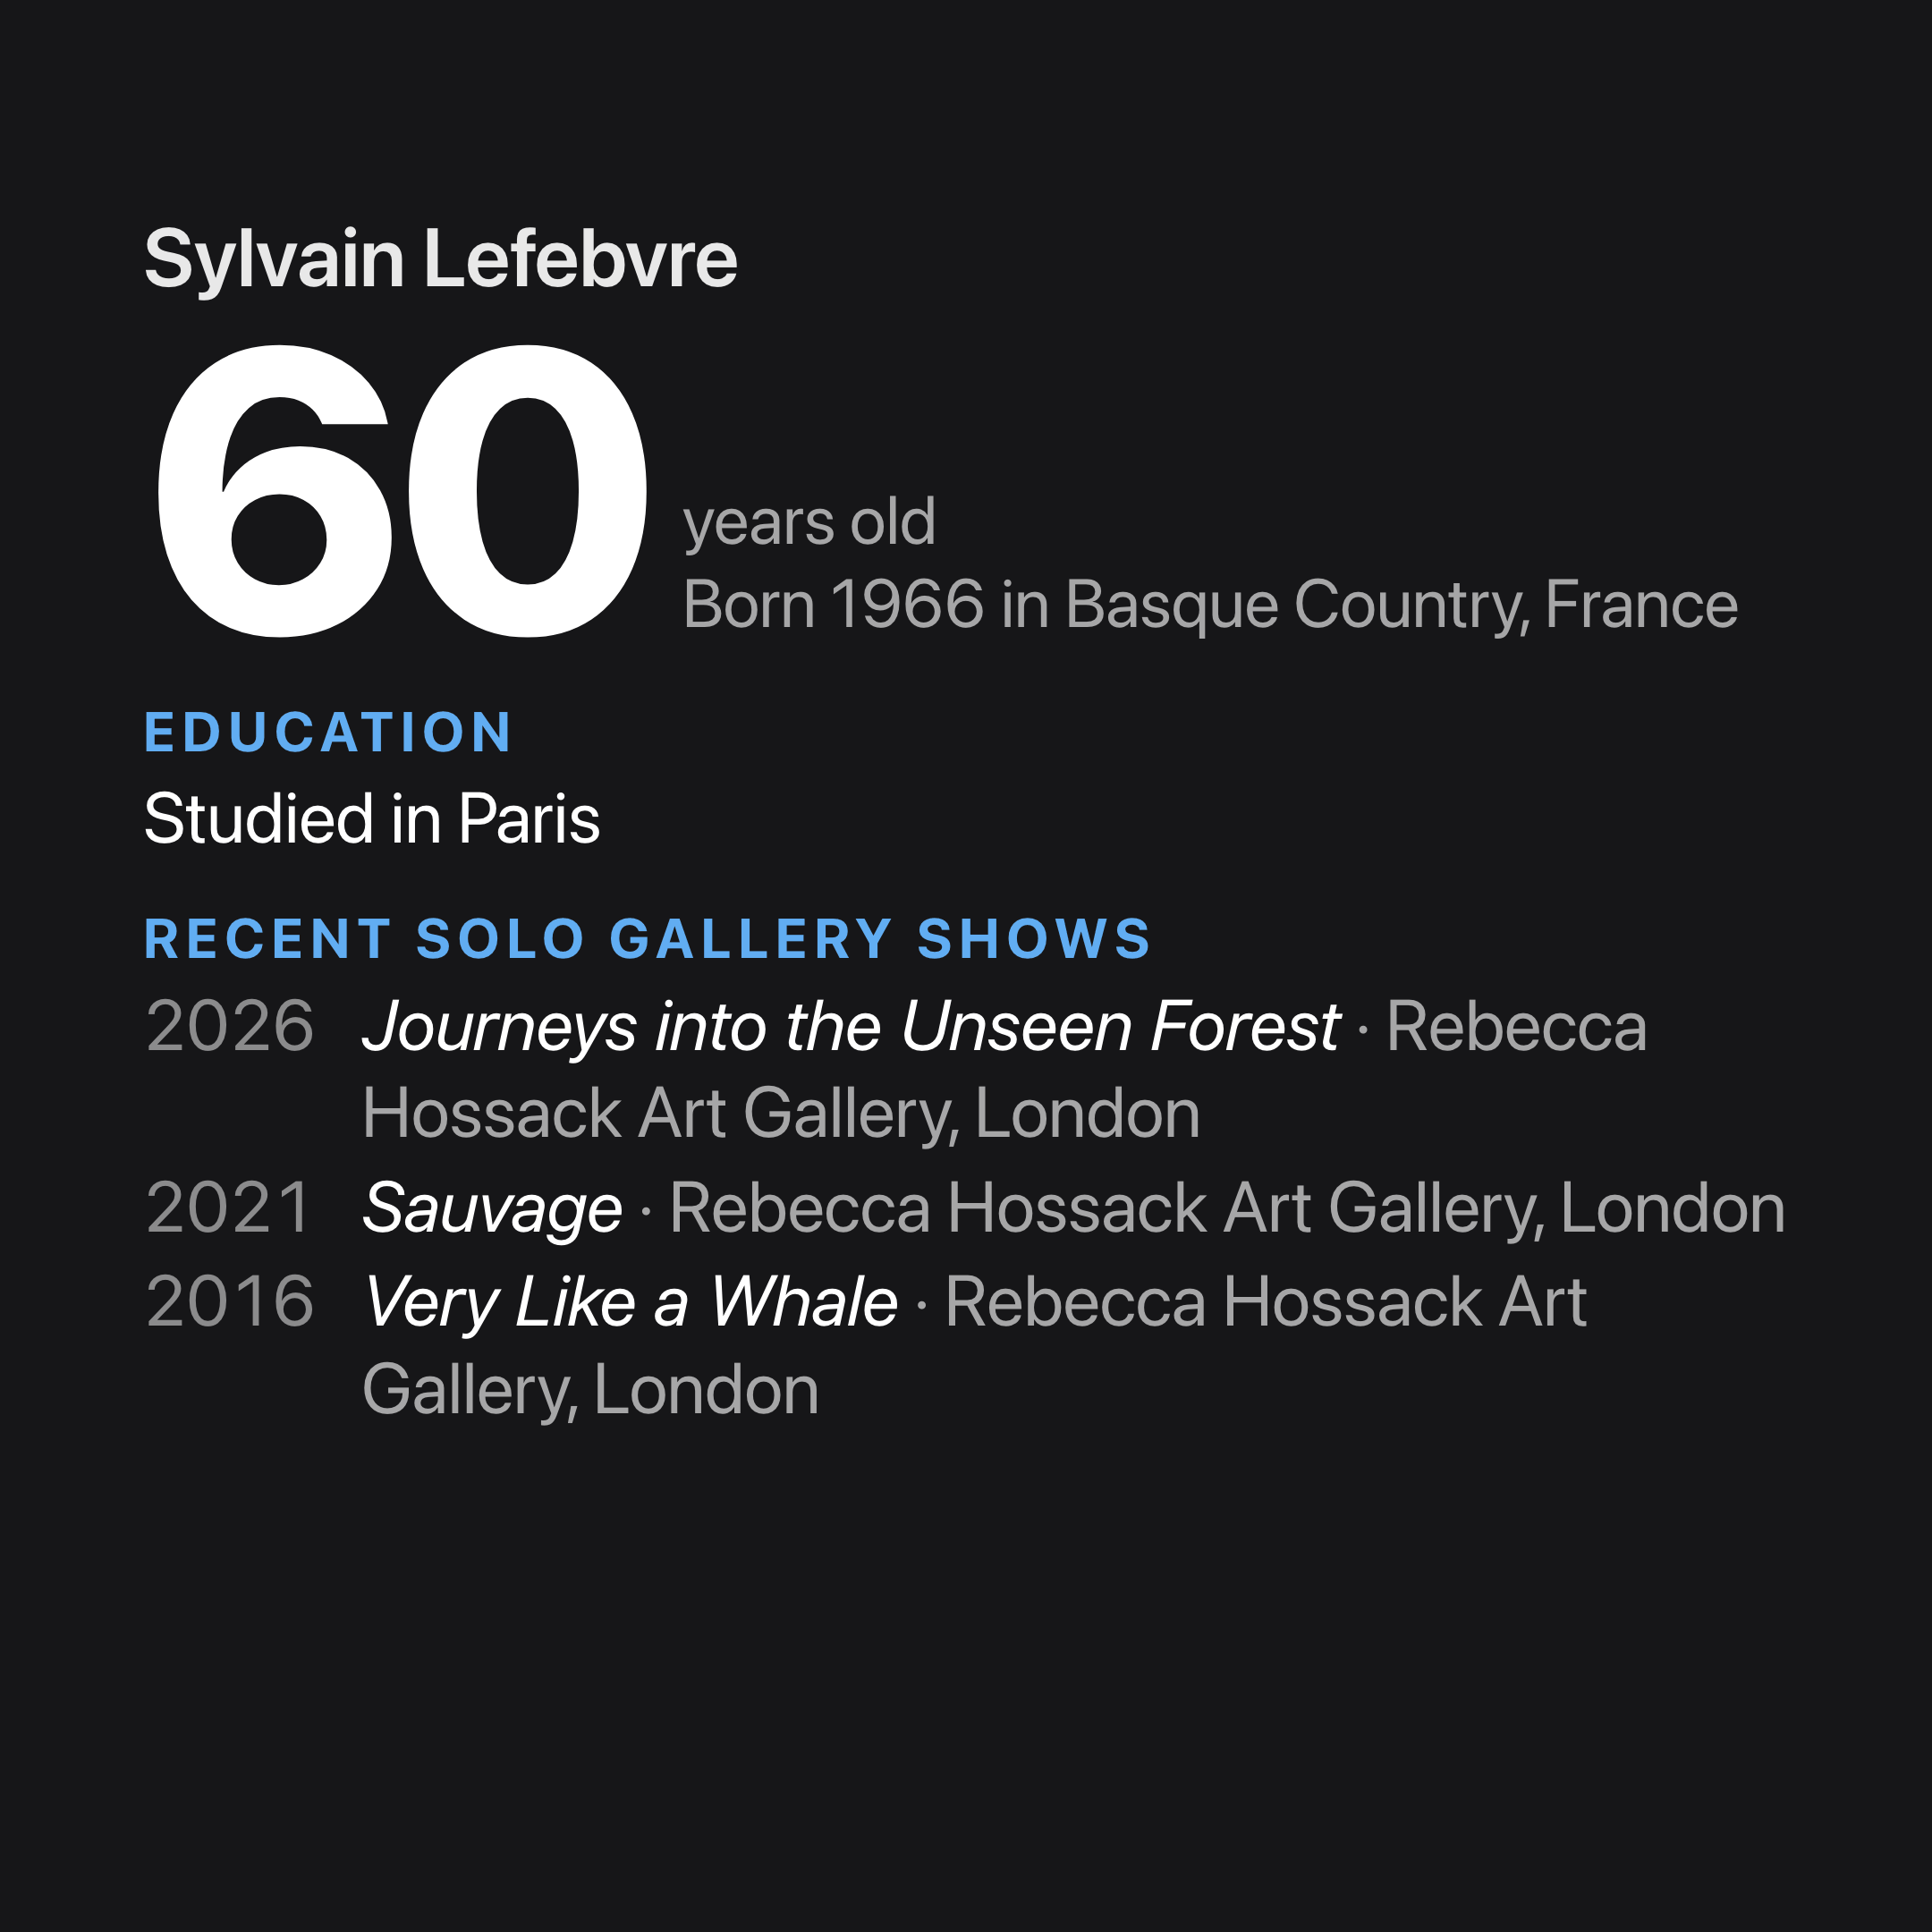 Sylvain Lefebvre
60 years old
Born 1966 in Basque Country, France
EDUCATION
Studied in Paris
RECENT SOLO GALLERY SHOWS
2026 Journeys into the Unseen Forest · Rebecca
Hossack Art Gallery, London
2021 Sauvage · Rebecca Hossack Art Gallery, London
2016 Very Like a Whale · Rebecca Hossack Art
Gallery, London